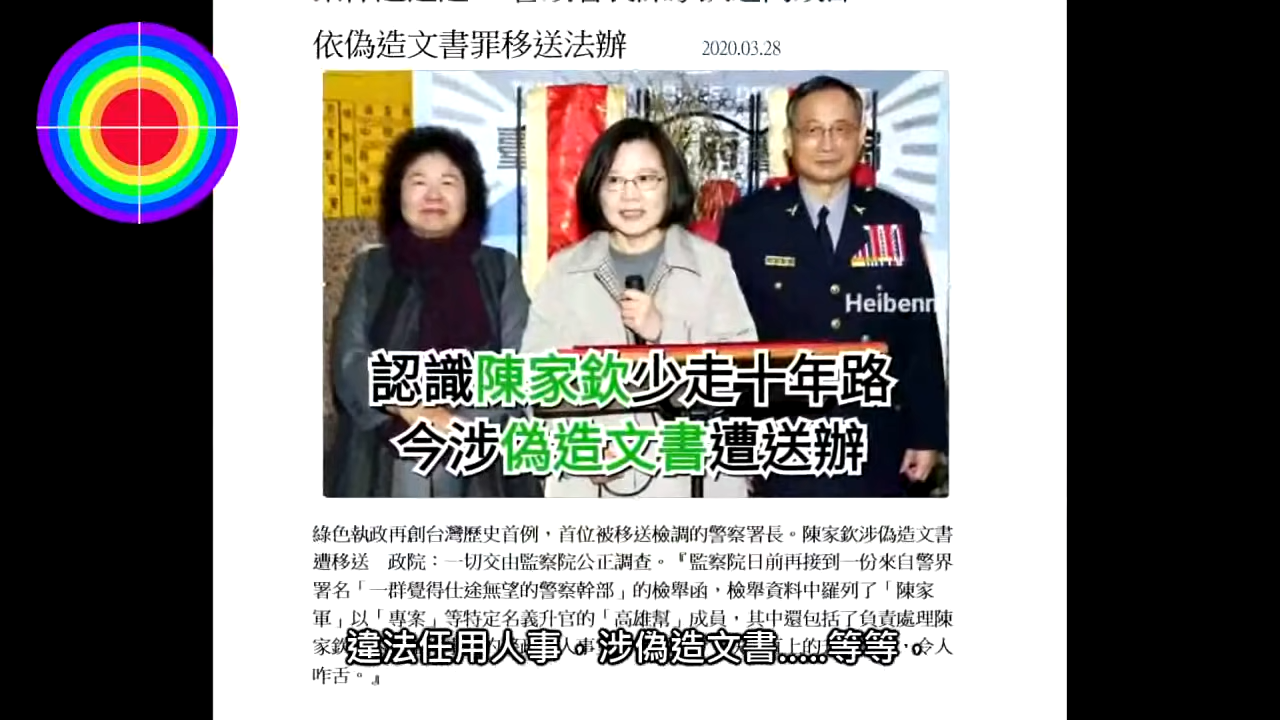 依偽造文書罪移送法辦
2020.03.28
Heibenn
認識陳家欽少走十年路
今涉偽造文書遭送辦
綠色執政再創台灣歷史首例，首位被移送檢調的警察署長。陳家欽涉偽造文書
遭移送　政院：一切交由監察院公正調查。『監察院日前再接到一份來自警界
署名「一群覺得仕途無望的警察幹部」的檢舉函，檢舉資料中羅列了「陳家
軍」以「專案」等特定名義升官的「高雄幫」成員，其中還包括了負責處理陳
家欽
令人
違法任用人事。涉偽造文書.....等等。
咋舌。』